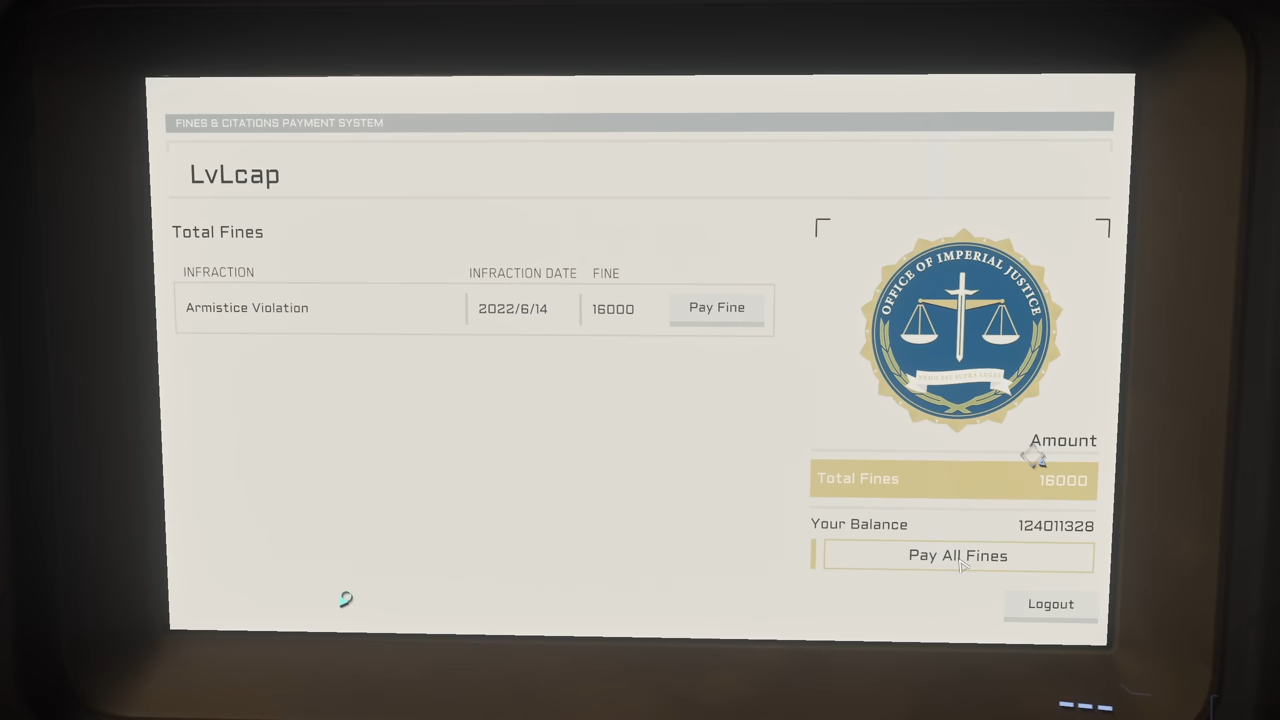 FINES & CITATIONS PAYMENT SYSTEM
LvLcap
Total Fines
INFRACTION INFRACTION DATE FINE
Armistice Violation 2022/6/14 16000 Pay Fine
OFFICE OF IMPERIAL JUSTICE
Amount
Total Fines 16000
Your Balance 124011328
Pay All Fines
Logout